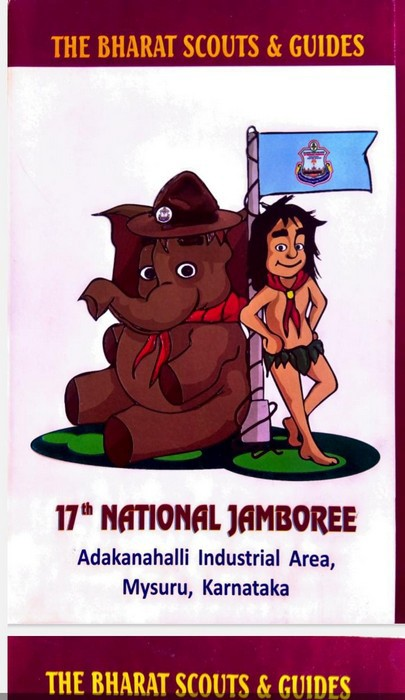 THE BHARAT SCOUTS & GUIDES
17th NATIONAL JAMBOREE
Adakanahalli Industrial Area,
Mysuru, Karnataka
THE BHARAT SCOUTS & GUIDES